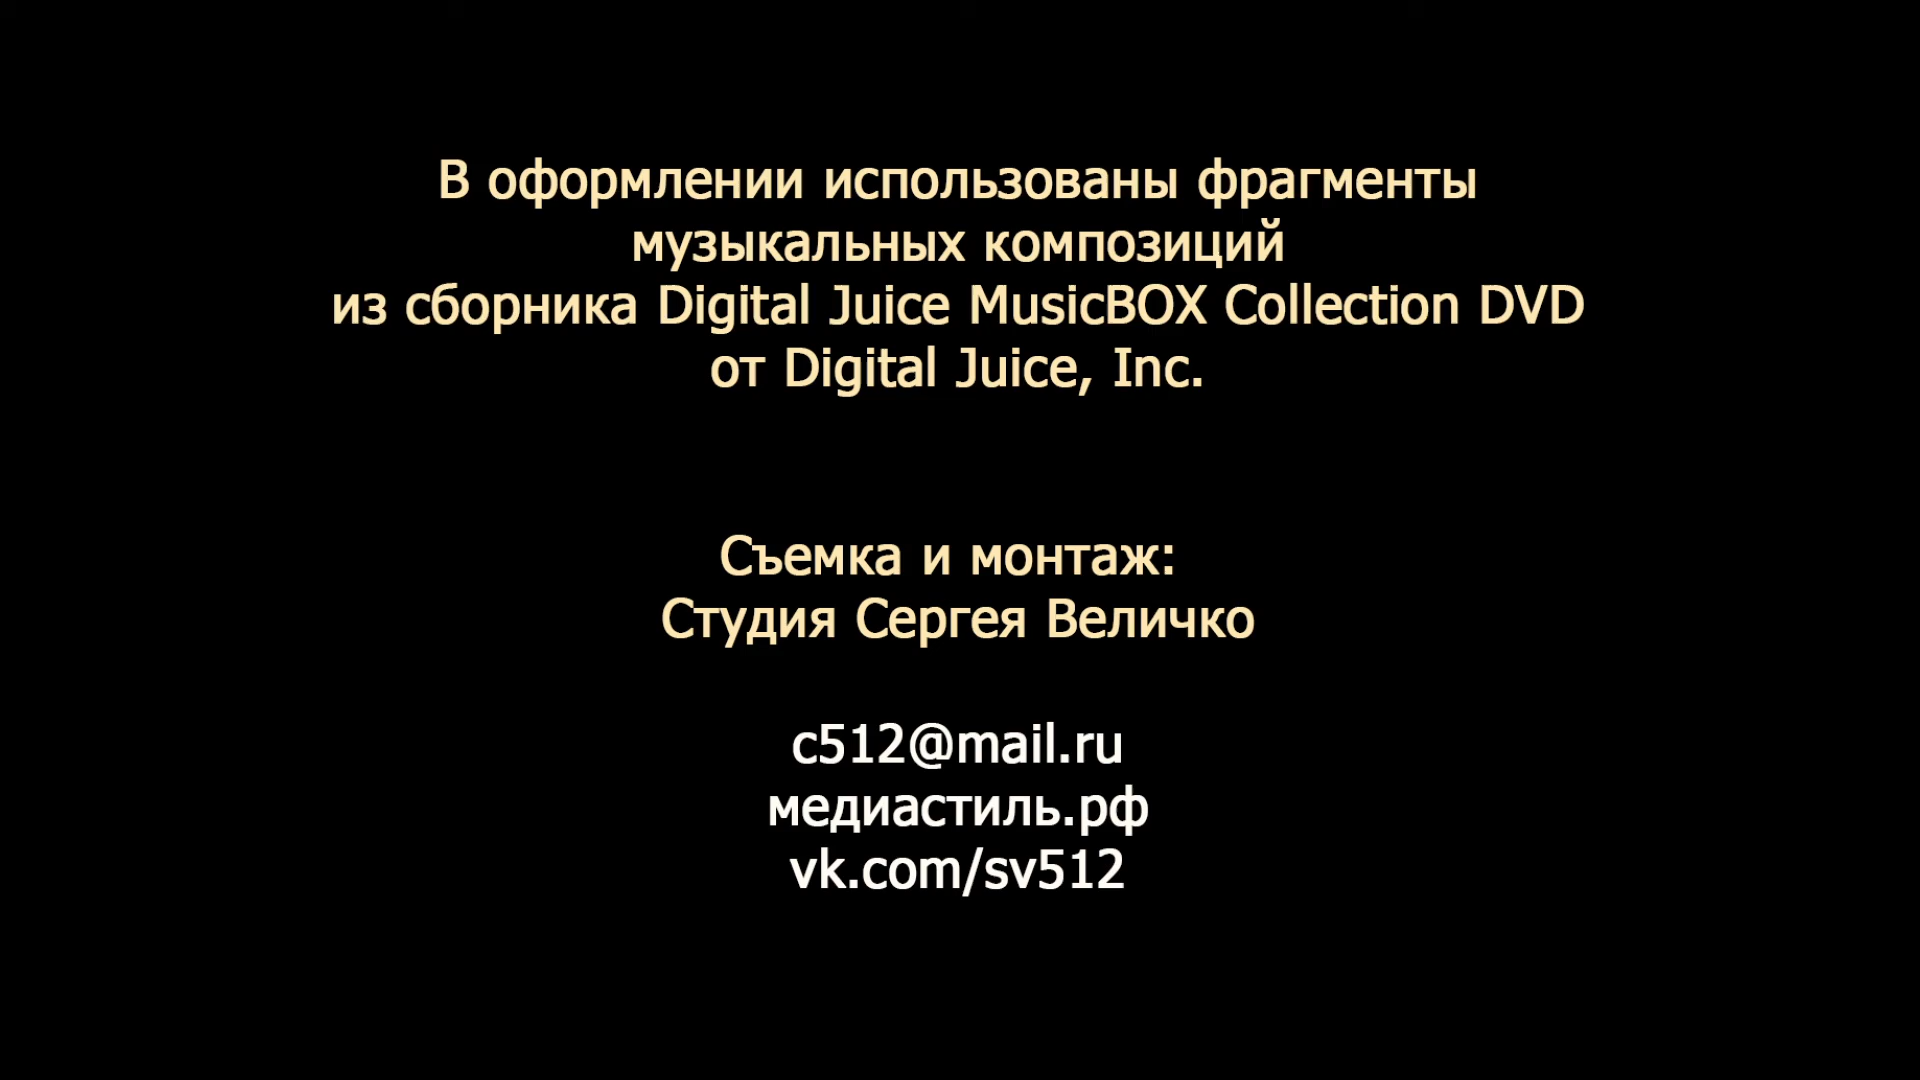 В оформлении использованы фрагменты
музыкальных композиций
из сборника Digital Juice MusicBOX Collection DVD
от Digital Juice, Inc.
Съемка и монтаж:
Студия Сергея Величко
c512@mail.ru
медиастиль.рф
vk.com/sv512